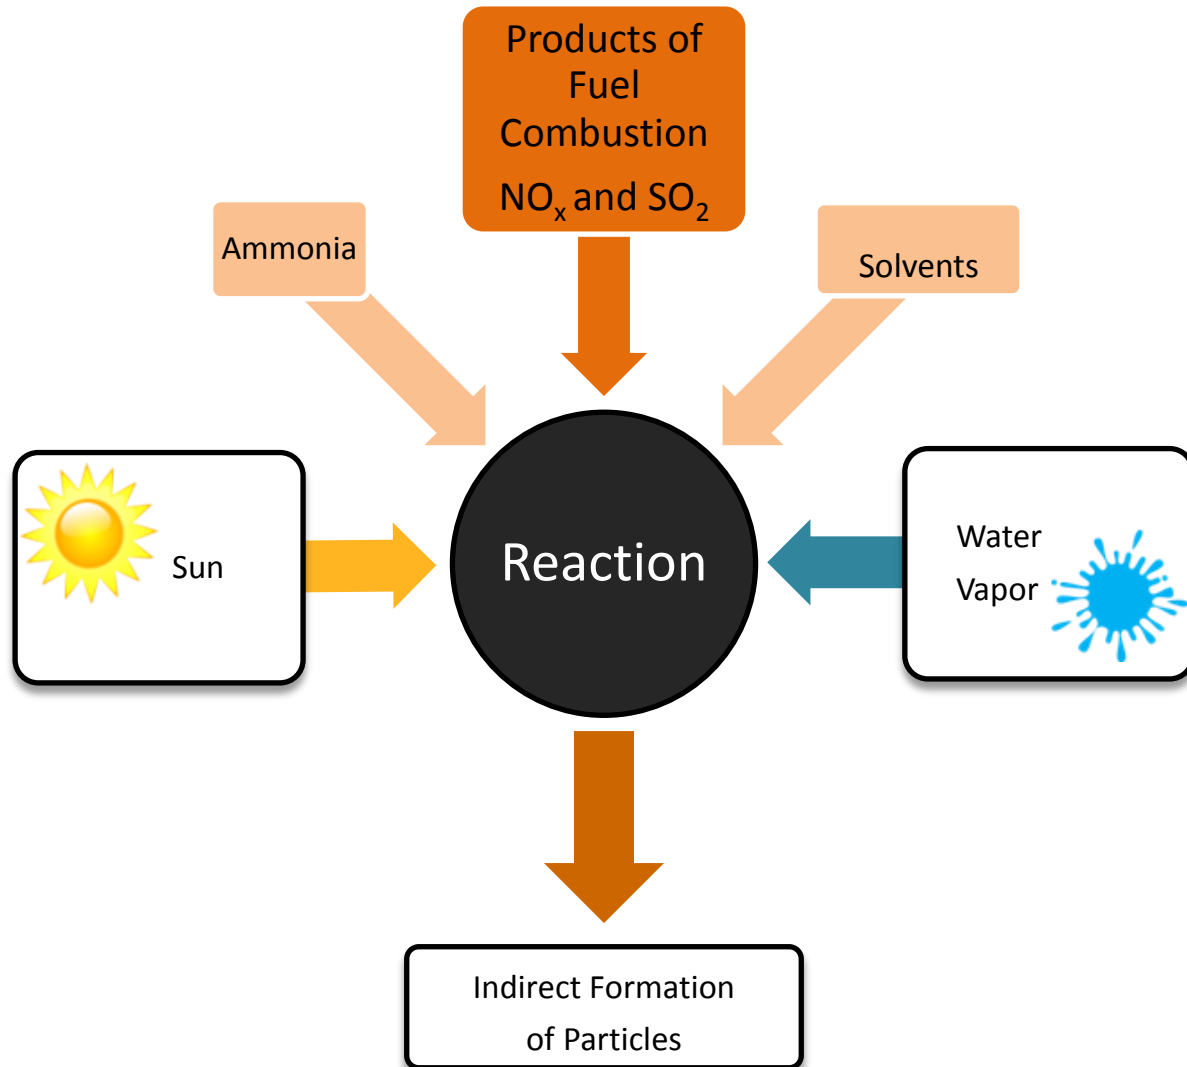 Products of
Fuel
Combustion
NOₓ and SO₂
Ammonia
Solvents
Sun
Reaction
Water
Vapor
Indirect Formation
of Particles